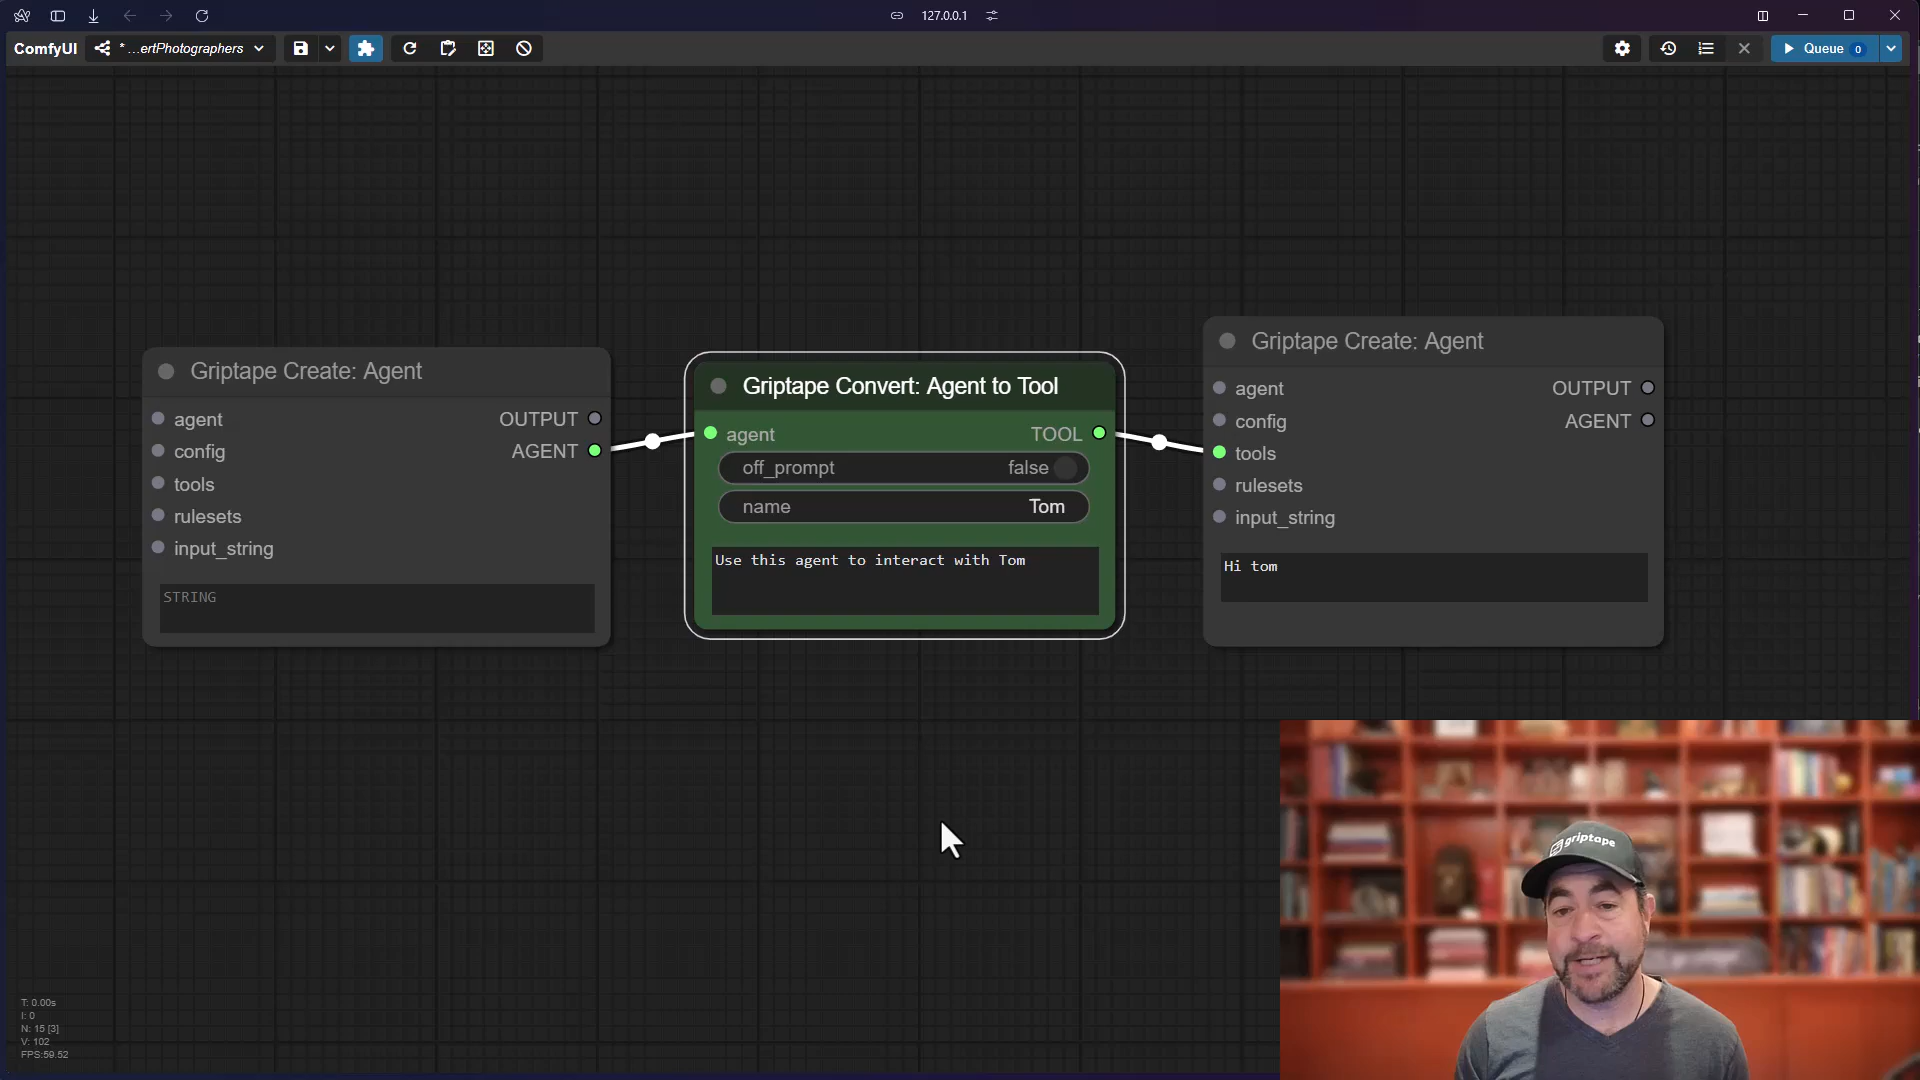 127.0.0.1
ComfyUI
* ...ertPhotographers
Queue 0
Griptape Create: Agent
agent
OUTPUT
config
AGENT
tools
rulesets
input_string
STRING
Griptape Convert: Agent to Tool
agent
TOOL
off_prompt
false
name
Tom
Use this agent to interact with Tom
Griptape Create: Agent
agent
OUTPUT
config
AGENT
tools
rulesets
input_string
Hi tom
griptape
T: 0.00s
I: 0
N: 15 [3]
V: 102
FPS:59.52